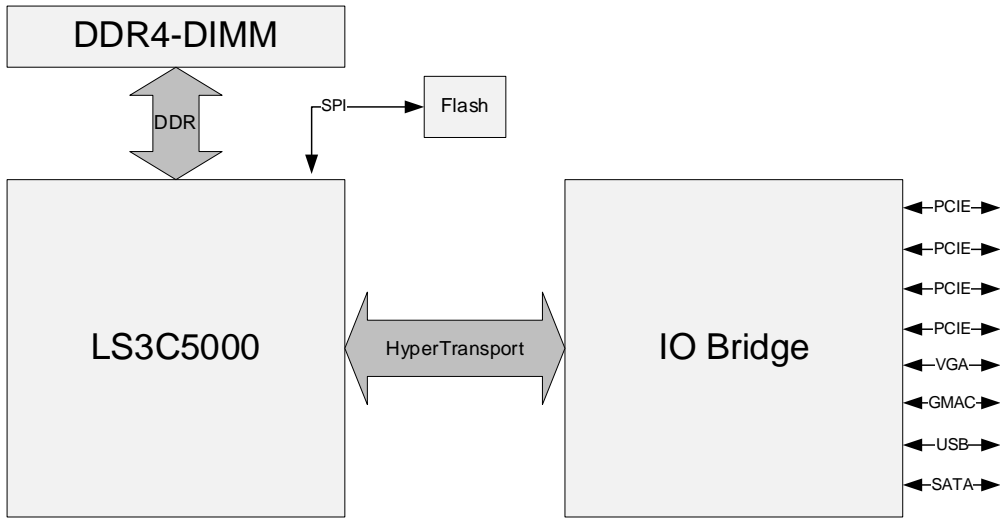 DDR4-DIMM
DDR
SPI
Flash
LS3C5000
HyperTransport
IO Bridge
PCIE
PCIE
PCIE
PCIE
VGA
GMAC
USB
SATA